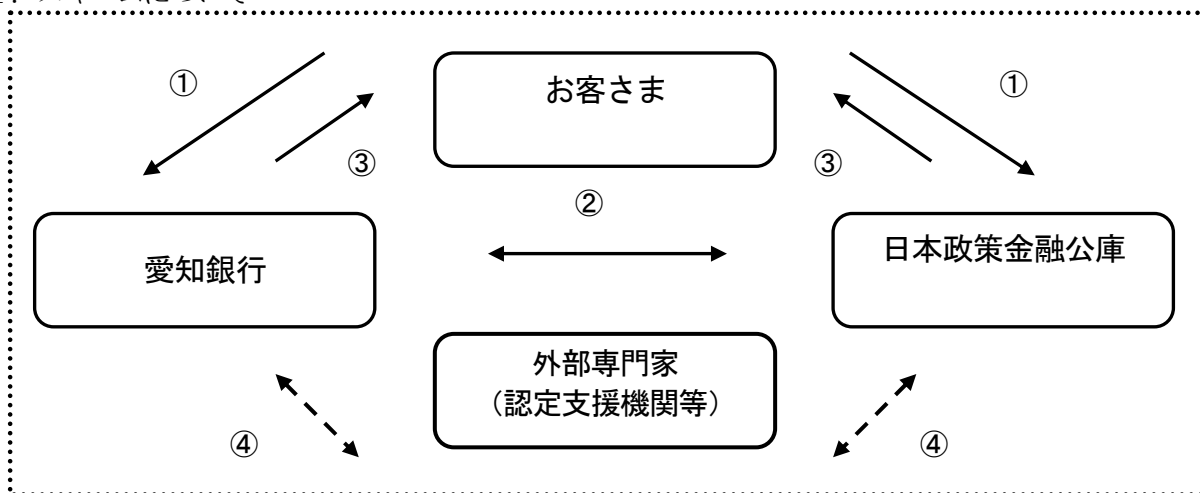 ①
お客さま
①
③
③
②
愛知銀行
日本政策金融公庫
外部専門家
（認定支援機関等）
④
④